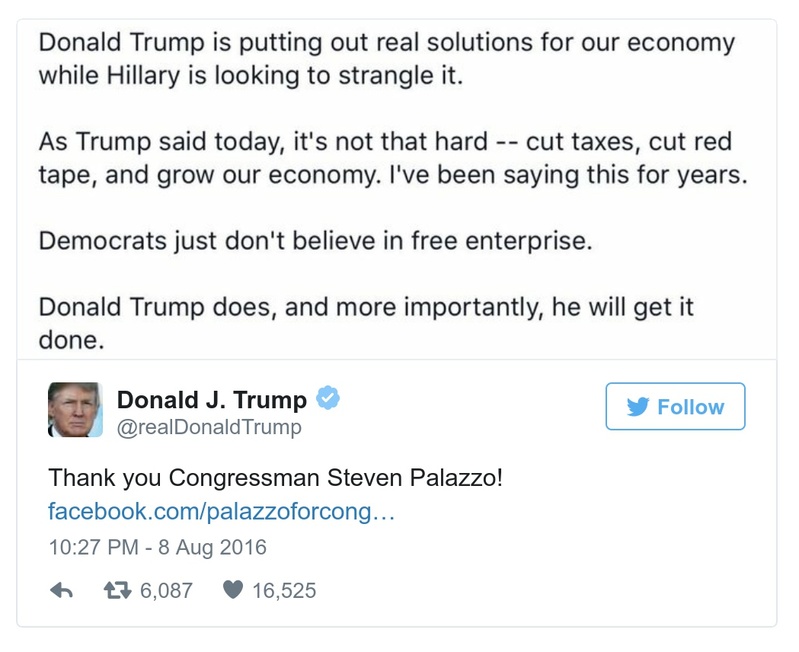 Donald Trump is putting out real solutions for our economy
while Hillary is looking to strangle it.
As Trump said today, it's not that hard -- cut taxes, cut red
tape, and grow our economy. I've been saying this for years.
Democrats just don't believe in free enterprise.
Donald Trump does, and more importantly, he will get it
done.
Donald J. Trump
Follow
@realDonaldTrump
Thank you Congressman Steven Palazzo!
facebook.com/palazzoforcong…
10:27 PM - 8 Aug 2016
6,087 16,525